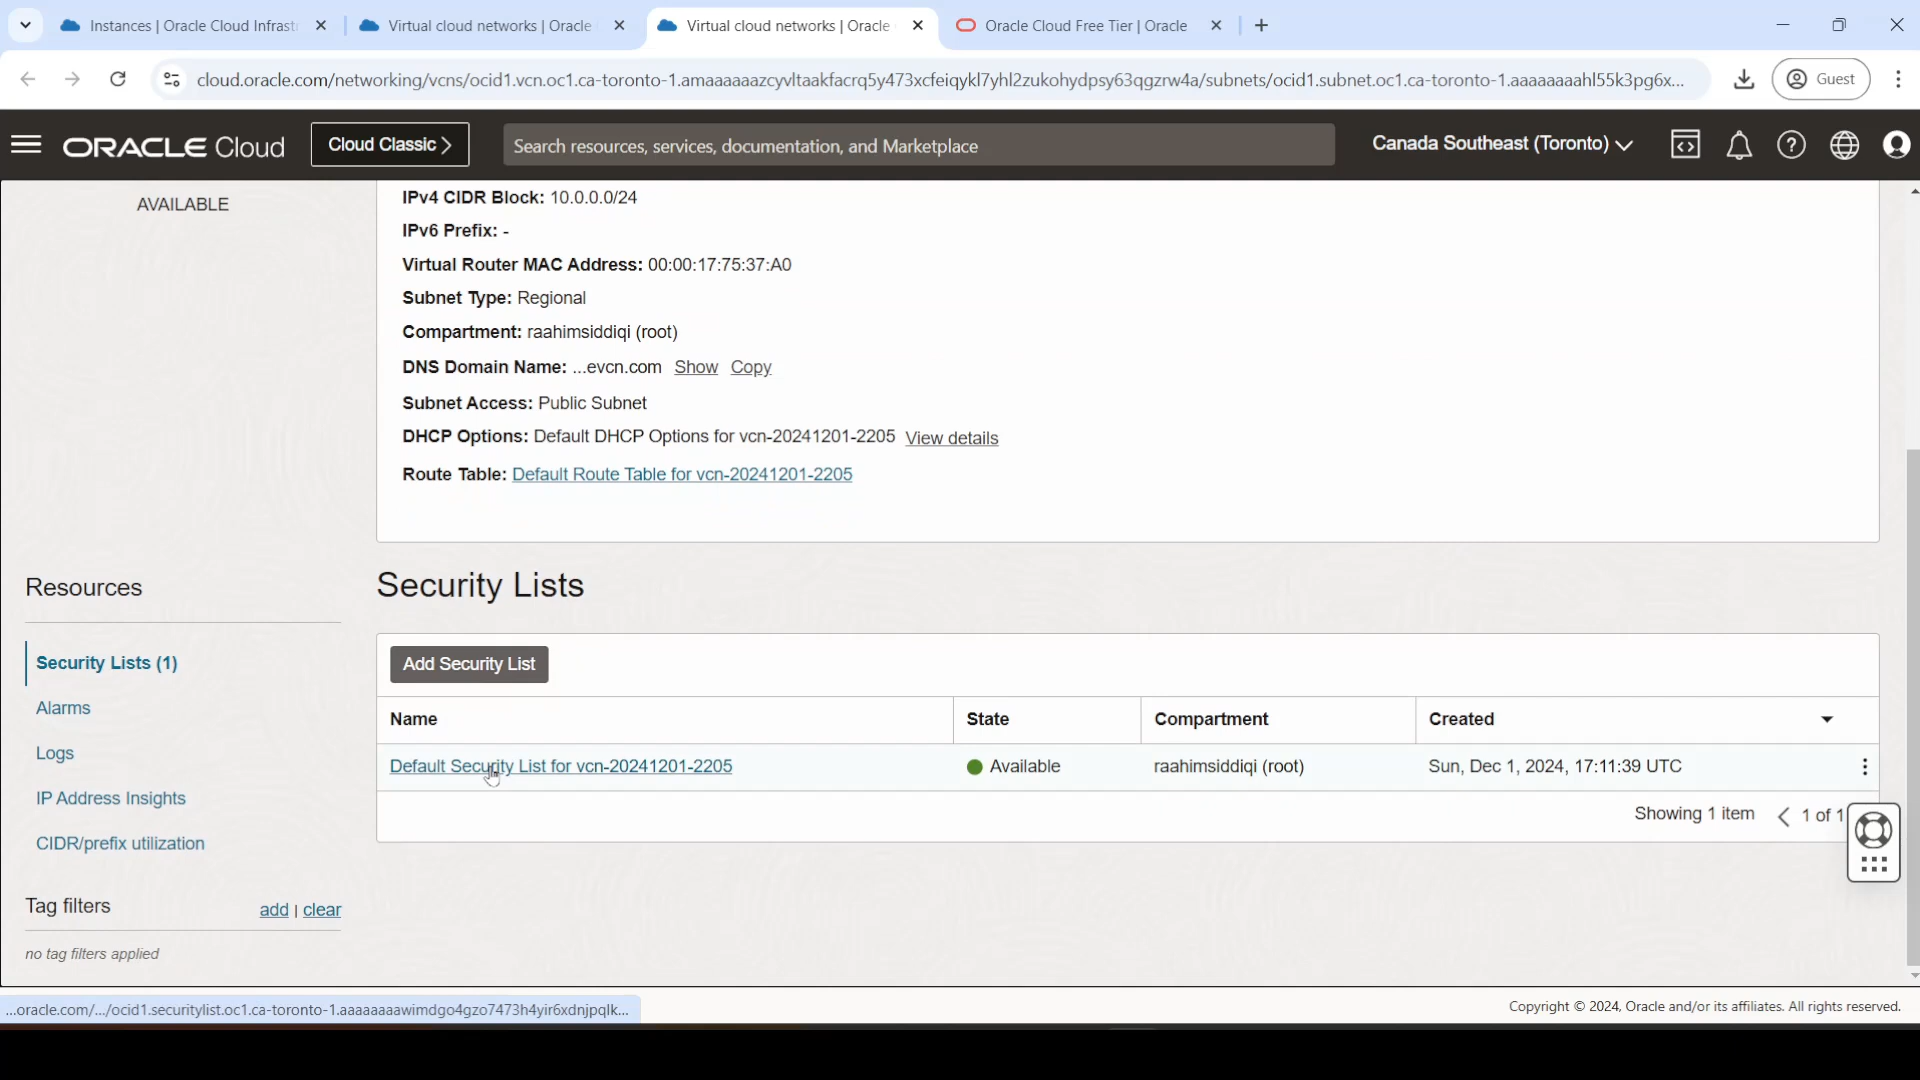 Instances | Oracle Cloud Infrast
Virtual cloud networks | Oracle
Virtual cloud networks | Oracle
Oracle Cloud Free Tier | Oracle
cloud.oracle.com/networking/vcns/ocid1.vcn.oc1.ca-toronto-1.amaaaaaazcyvltaakfacrq5y473xcfeiqykl7yhl2zukohydpsy63qgzrw4a/subnets/ocid1.subnet.oc1.ca-toronto-1.aaaaaaaahl55k3pg6x...
Guest
ORACLE Cloud
Cloud Classic >
Search resources, services, documentation, and Marketplace
Canada Southeast (Toronto)
AVAILABLE
IPv4 CIDR Block: 10.0.0.0/24
IPv6 Prefix: -
Virtual Router MAC Address: 00:00:17:75:37:A0
Subnet Type: Regional
Compartment: raahimsiddiqi (root)
DNS Domain Name: ...evcn.com Show Copy
Subnet Access: Public Subnet
DHCP Options: Default DHCP Options for vcn-20241201-2205 View details
Route Table: Default Route Table for vcn-20241201-2205
Resources
Security Lists (1)
Alarms
Logs
IP Address Insights
CIDR/prefix utilization
Tag filters add | clear
no tag filters applied
Security Lists
Add Security List
Name State Compartment Created
Default Security List for vcn-20241201-2205 Available raahimsiddiqi (root) Sun, Dec 1, 2024, 17:11:39 UTC
Showing 1 item < 1 of 1
...oracle.com/.../ocid1.securitylist.oc1.ca-toronto-1.aaaaaaaawimdgo4gzo7473h4yir6xdnjpqlk...
Copyright © 2024, Oracle and/or its affiliates. All rights reserved.